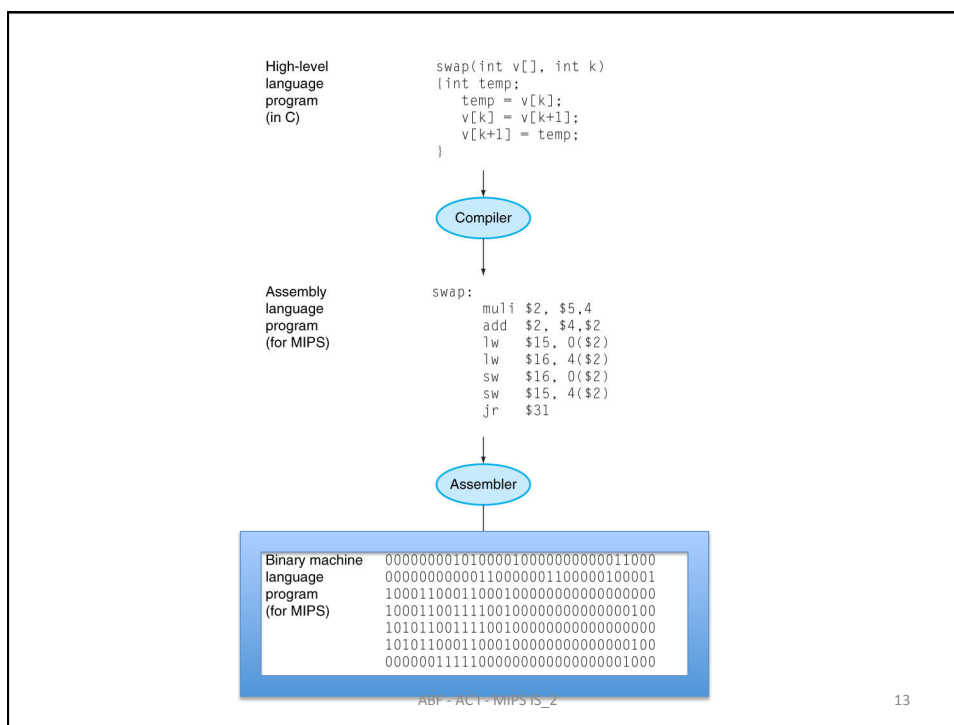 High-level swap(int v[], int k)
language {int temp;
program temp = v[k];
(in C) v[k] = v[k+1];
v[k+1] = temp;
}
Compiler
Assembly swap:
language muli $2, $5,4
program add $2, $4,$2
(for MIPS) lw $15, 0($2)
lw $16, 4($2)
sw $16, 0($2)
sw $15, 4($2)
jr $31
Assembler
Binary machine 00000000101000010000000000011000
language 00000000000110000001100000100001
program 10001100011000100000000000000000
(for MIPS) 10001100111100100000000000000100
10101100111100100000000000000000
10101100011000100000000000000100
00000011111000000000000000001000
ABF - ACT - MIPS IS_2 13